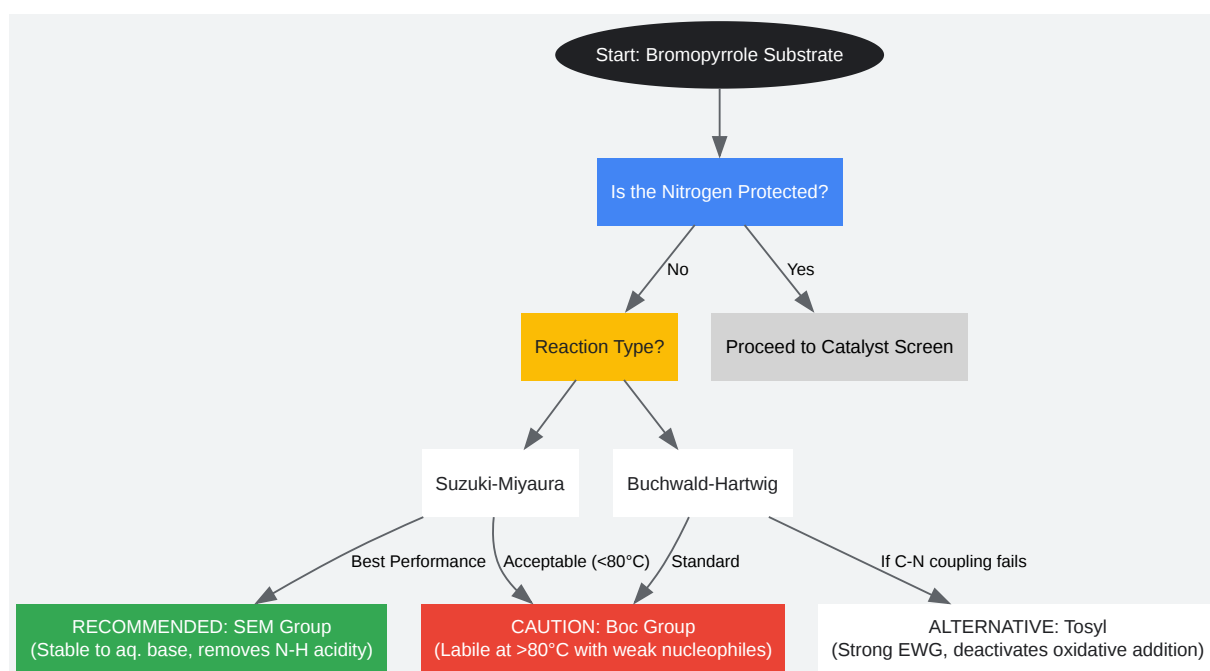 Start: Bromopyrrole Substrate
Is the Nitrogen Protected?
No
Yes
Reaction Type?
Proceed to Catalyst Screen
Suzuki-Miyaura
Buchwald-Hartwig
Best Performance
Acceptable (<80°C)
Standard
If C-N coupling fails
RECOMMENDED: SEM Group
(Stable to aq. base, removes N-H acidity)
CAUTION: Boc Group
(Labile at >80°C with weak nucleophiles)
ALTERNATIVE: Tosyl
(Strong EWG, deactivates oxidative addition)